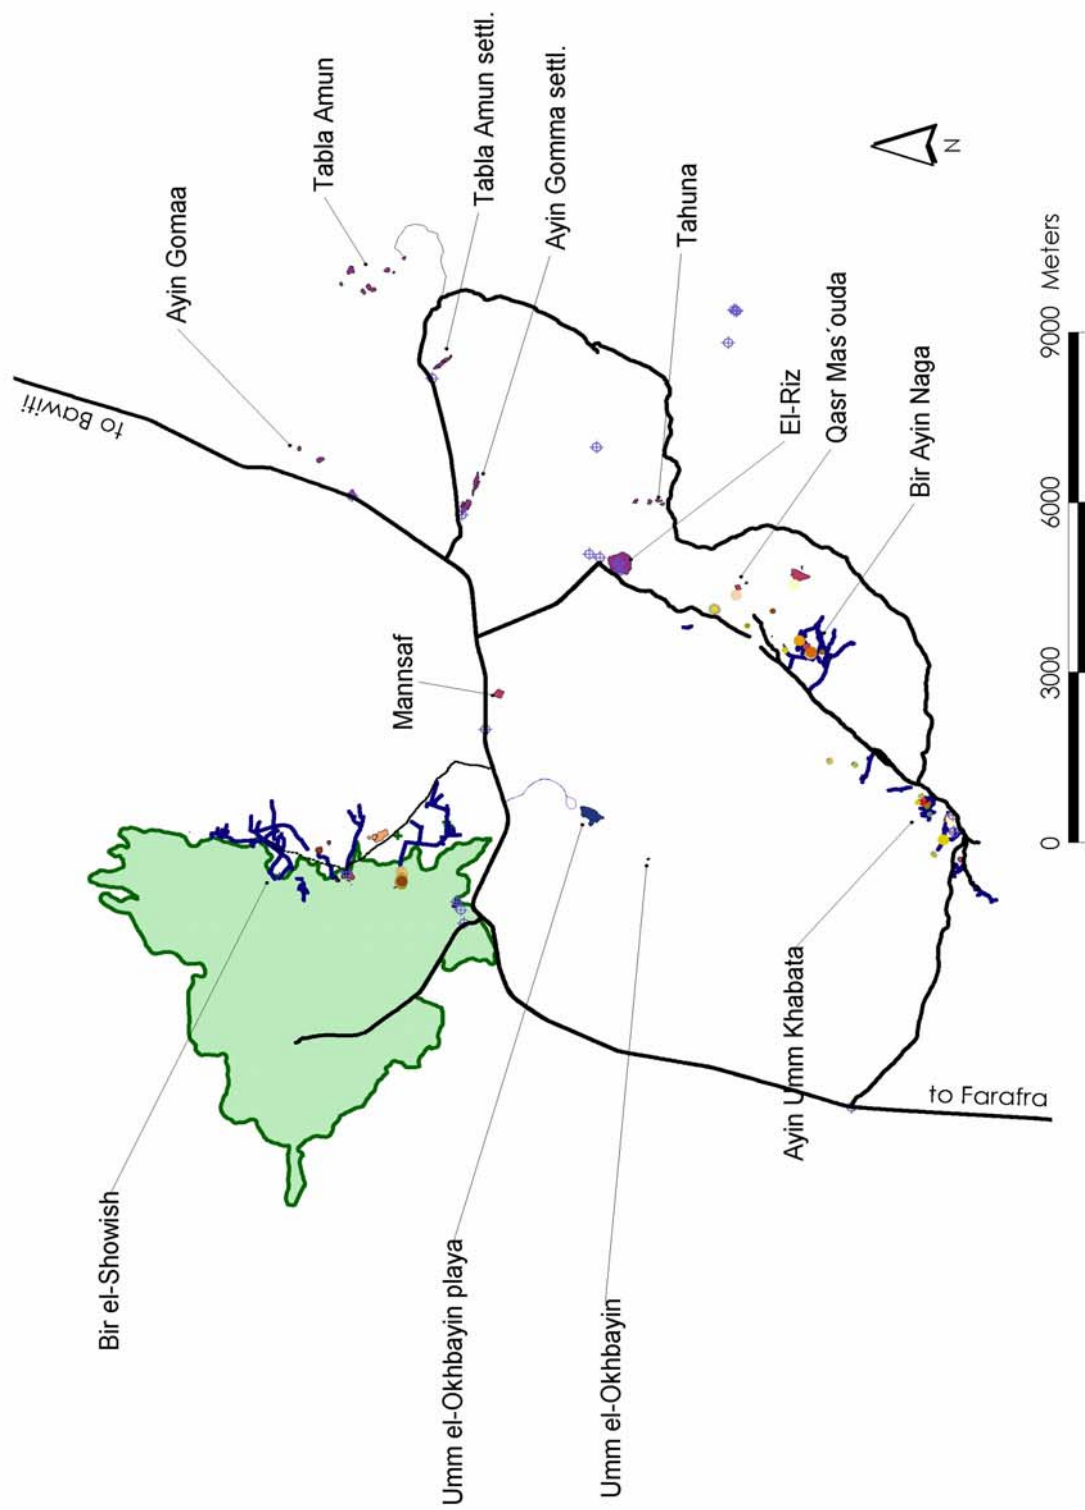 Ayin Gomaa
Tabla Amun
Tabla Amun settl.
Ayin Gomma settl.
Tahuna
El-Riz
Qasr Mas´ouda
Bir Ayin Naga
to Bawiti
Mannsaf
Bir el-Showish
Umm el-Okhbayin playa
Umm el-Okhbayin
Ayin Umm Khabata
to Farafra
N
0 3000 6000 9000 Meters